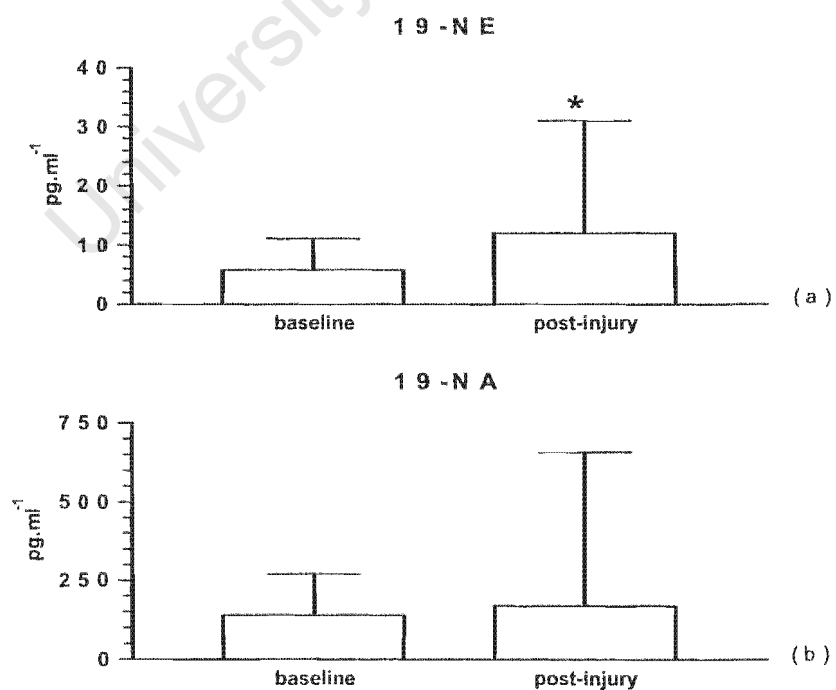 University
19-NE
40
30
20
10
0
pg.ml-1
*
baseline post-injury
(a)
19-NA
750
500
250
0
pg.ml-1
baseline post-injury
(b)